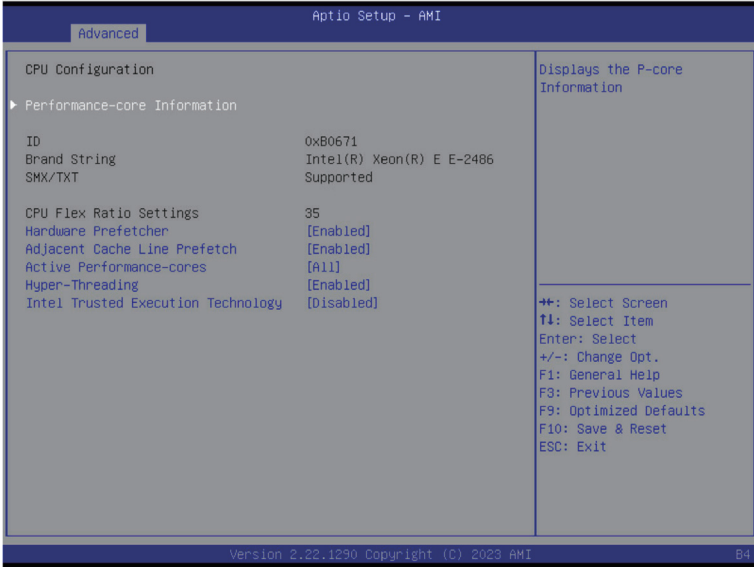 Aptio Setup – AMI
Advanced
CPU Configuration
Performance-core Information
ID 0xB0671
Brand String Intel(R) Xeon(R) E E-2486
SMX/TXT Supported
CPU Flex Ratio Settings 35
Hardware Prefetcher [Enabled]
Adjacent Cache Line Prefetch [Enabled]
Active Performance-cores [All]
Hyper-Threading [Enabled]
Intel Trusted Execution Technology [Disabled]
Displays the P-core
Information
→←: Select Screen
↑↓: Select Item
Enter: Select
+/-: Change Opt.
F1: General Help
F3: Previous Values
F9: Optimized Defaults
F10: Save & Reset
ESC: Exit
Version 2.22.1290 Copyright (C) 2023 AMI
B4